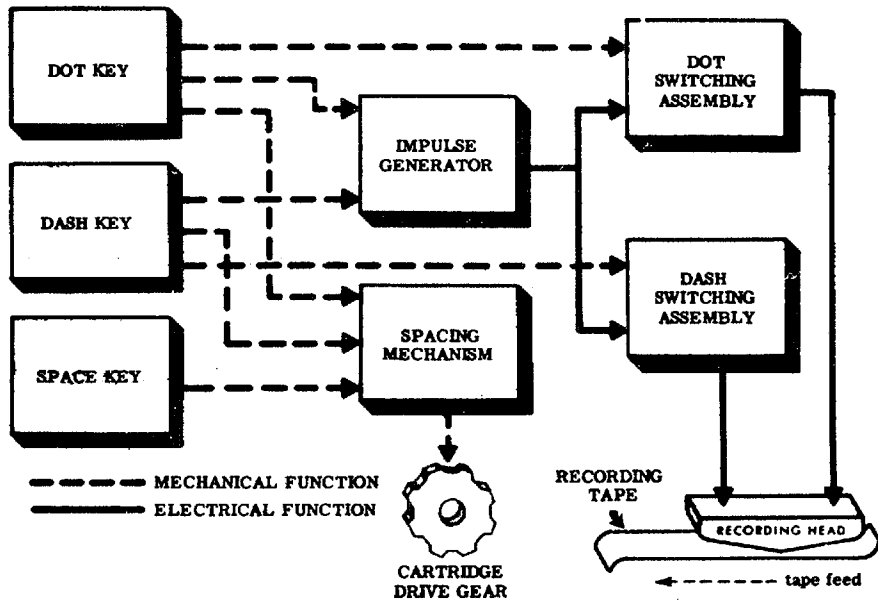 DOT KEY
DOT
SWITCHING
ASSEMBLY
IMPULSE
GENERATOR
DASH KEY
DASH
SWITCHING
ASSEMBLY
SPACING
MECHANISM
SPACE KEY
MECHANICAL FUNCTION
ELECTRICAL FUNCTION
RECORDING
TAPE
RECORDING HEAD
CARTRIDGE
DRIVE GEAR
tape feed